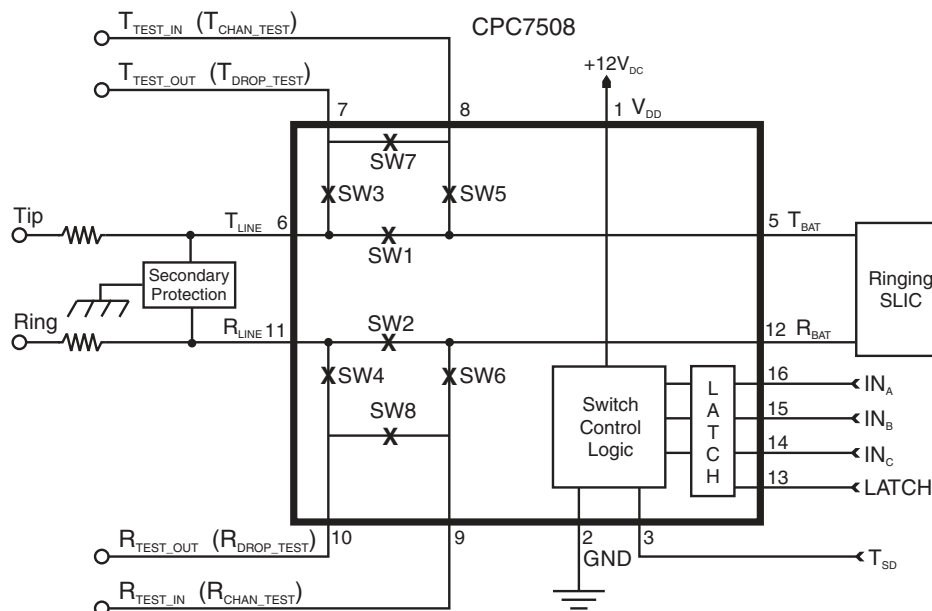 T_TEST_IN (T_CHAN_TEST)
CPC7508
T_TEST_OUT (T_DROP_TEST)
+12V_DC
7
8
1 V_DD
SW7
SW3
SW5
Tip
T_LINE 6
5 T_BAT
SW1
Secondary
Protection
Ringing
SLIC
Ring
R_LINE 11
SW2
12 R_BAT
SW4
SW6
16 IN_A
SW8
Switch
Control
Logic
L
A
T
C
H
15 IN_B
14 IN_C
13 LATCH
10
9
2
3
GND
R_TEST_OUT (R_DROP_TEST)
T_SD
R_TEST_IN (R_CHAN_TEST)